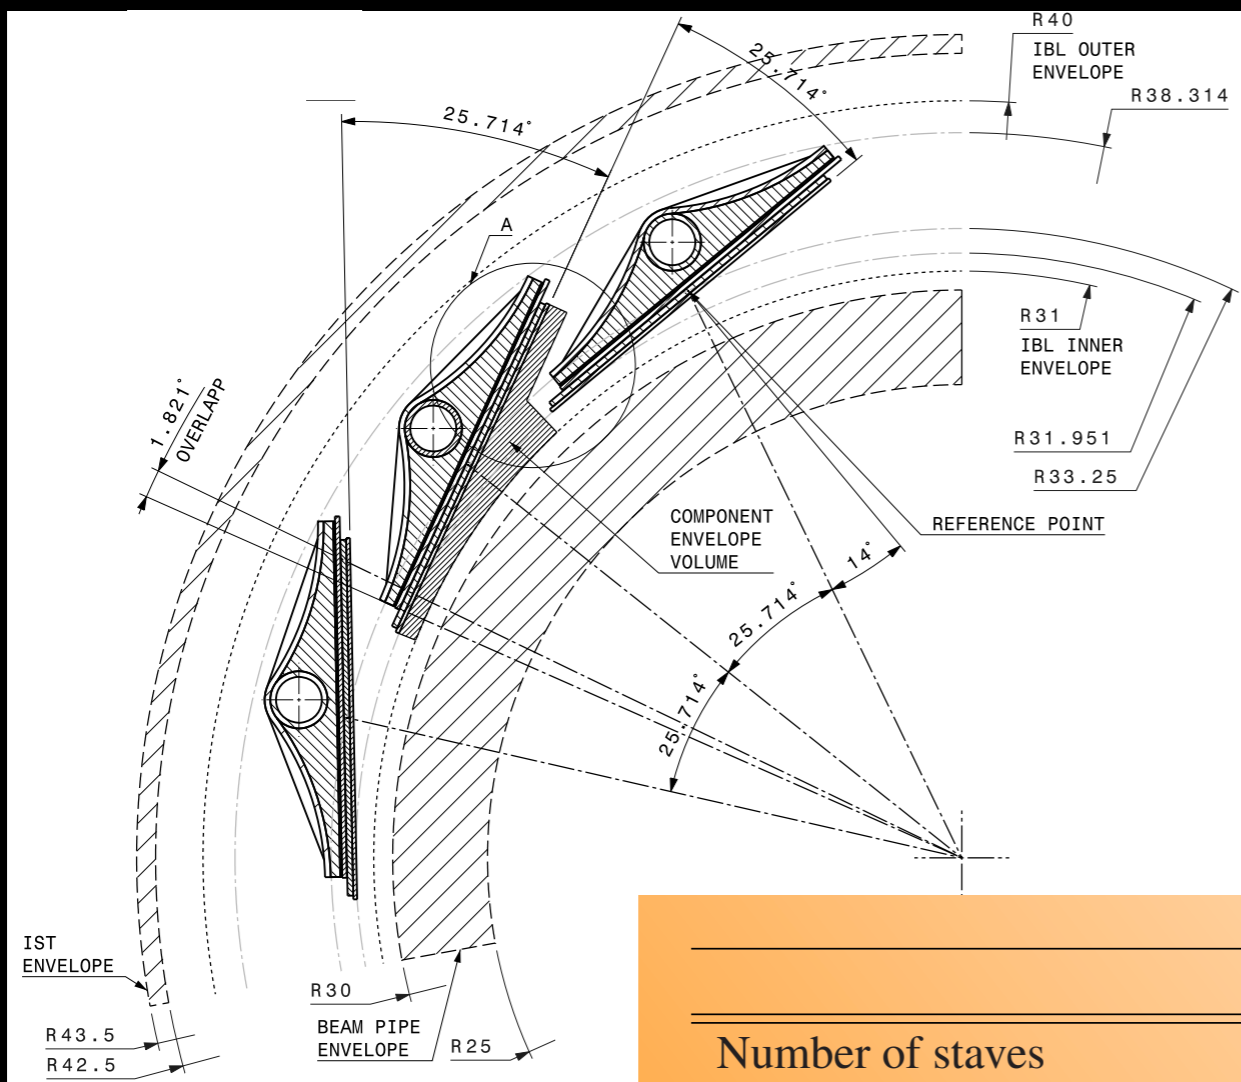 R40
IBL OUTER
ENVELOPE
R38.314
25.714°
25.714°
A
R31
IBL INNER
ENVELOPE
1.821°
OVERLAPP
R31.951
R33.25
COMPONENT
ENVELOPE
VOLUME
REFERENCE POINT
14°
25.714°
25.714°
IST
ENVELOPE
R30
BEAM PIPE
ENVELOPE
R25
R43.5
R42.5
Number of staves